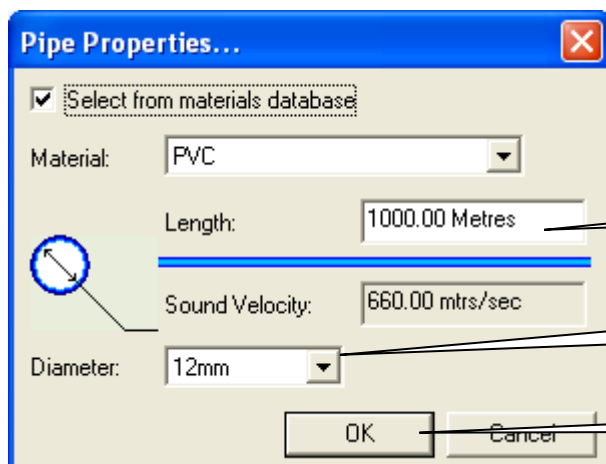 Pipe Properties...
Select from materials database
Material: PVC
Length: 1000.00 Metres
Sound Velocity: 660.00 mtrs/sec
Diameter: 12mm
OK Cancel